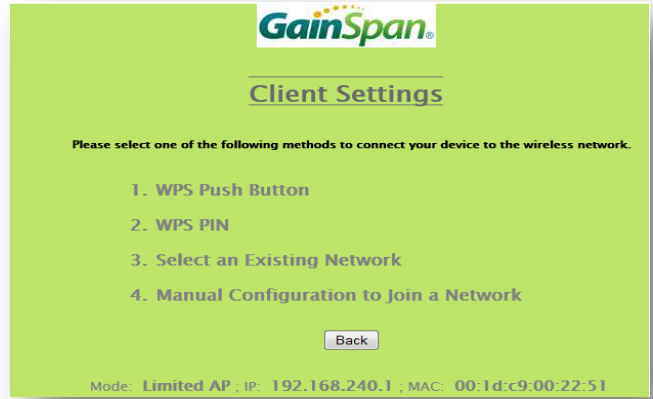 GainSpan®
Client Settings
Please select one of the following methods to connect your device to the wireless network.
1. WPS Push Button
2. WPS PIN
3. Select an Existing Network
4. Manual Configuration to Join a Network
Back
Mode: Limited AP ; IP: 192.168.240.1 ; MAC: 00:1d:c9:00:22:51